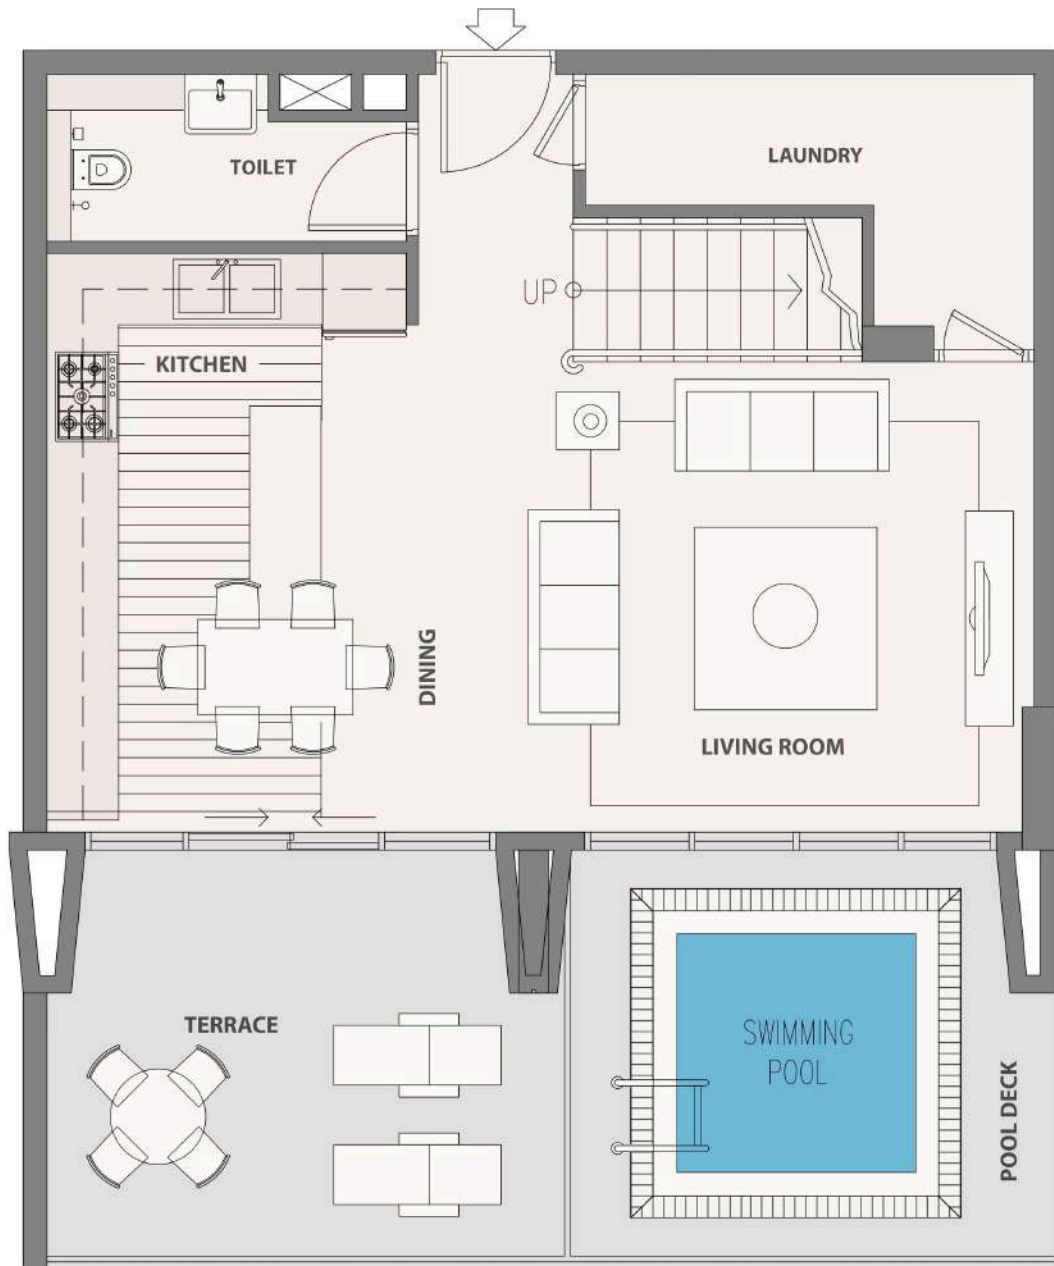 TOILET
LAUNDRY
UP
KITCHEN
DINING
LIVING ROOM
TERRACE
SWIMMING
POOL
POOL DECK